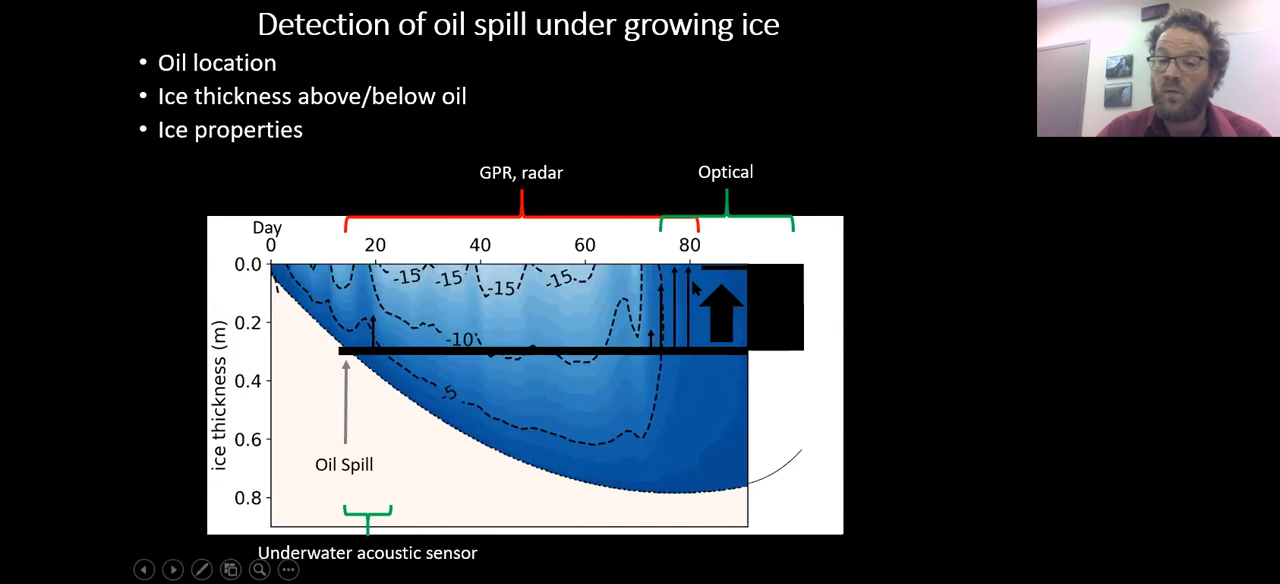 Detection of oil spill under growing ice
• Oil location
• Ice thickness above/below oil
• Ice properties
GPR, radar
Optical
Day
0 20 40 60 80
0.0
0.2
0.4
0.6
0.8
ice thickness (m)
-15 -15 -15 -15
-10
-5
Oil Spill
Underwater acoustic sensor